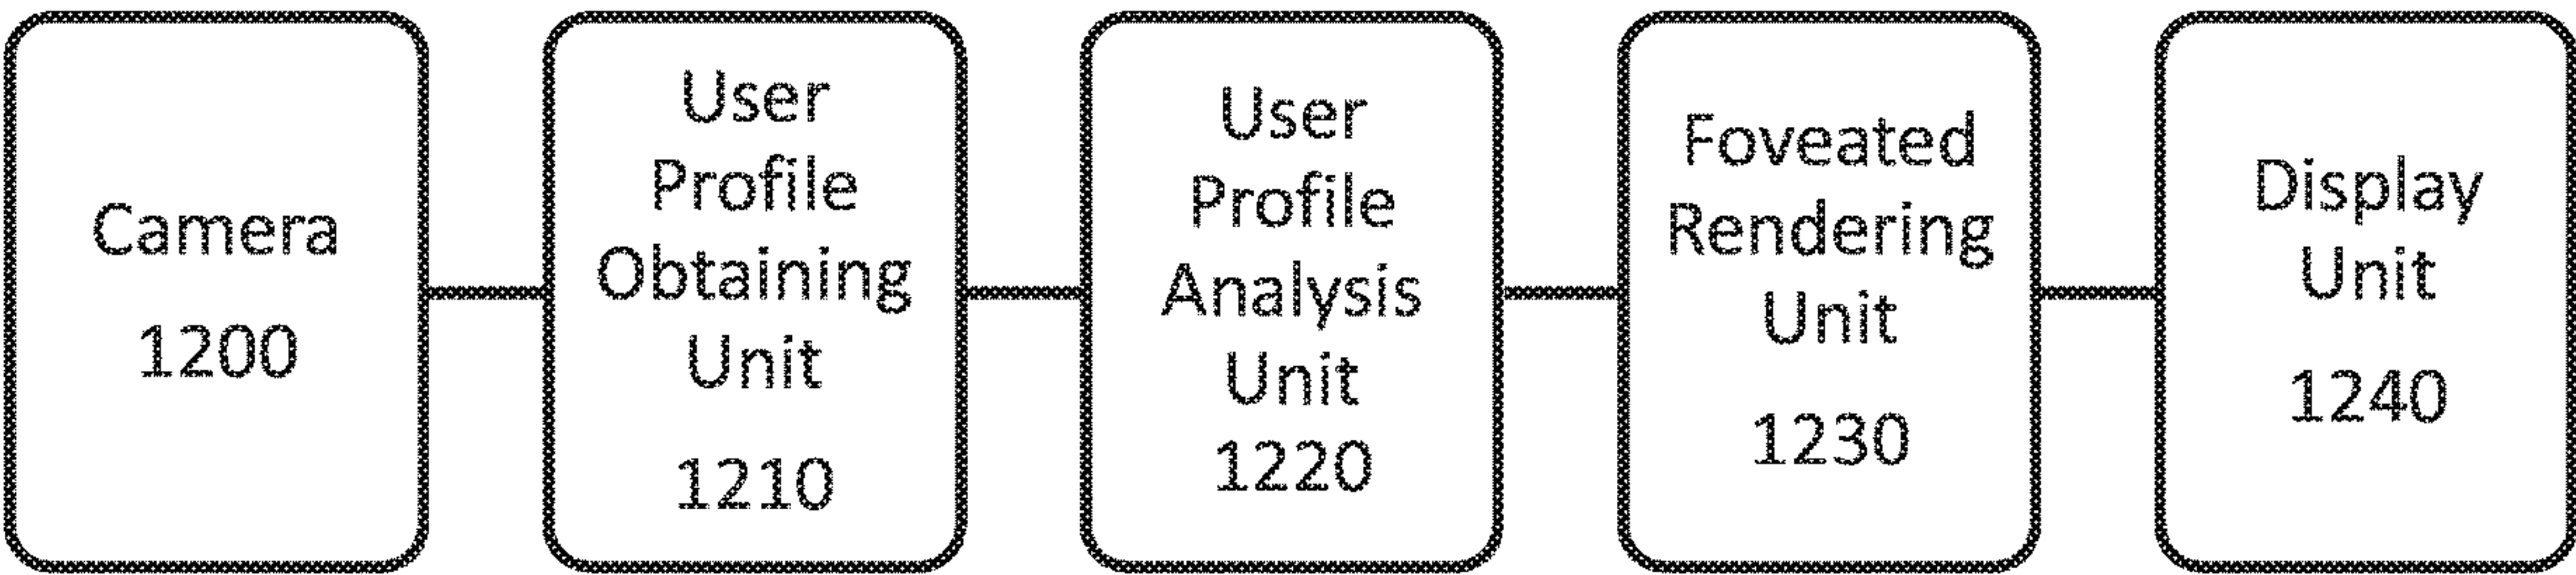 Camera
1200
User
Profile
Obtaining
Unit
1210
User
Profile
Analysis
Unit
1220
Foveated
Rendering
Unit
1230
Display
Unit
1240